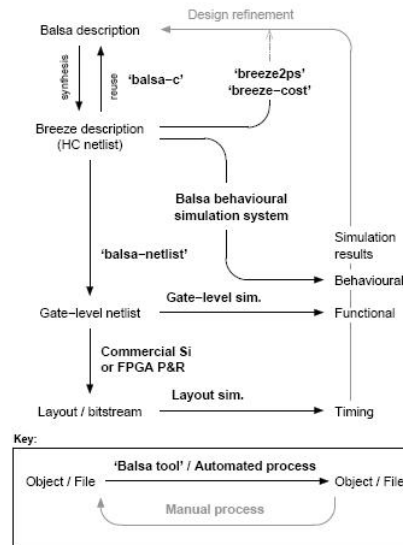 Design refinement
Balsa description
synthesis
reuse
'balsa-c'
'breeze2ps'
'breeze-cost'
Breeze description
(HC netlist)
Balsa behavioural
simulation system
Simulation
results
'balsa-netlist'
Behavioural
Gate-level sim.
Gate-level netlist
Functional
Commercial Si
or FPGA P&R
Layout sim.
Layout / bitstream
Timing
Key:
'Balsa tool' / Automated process
Object / File
Object / File
Manual process